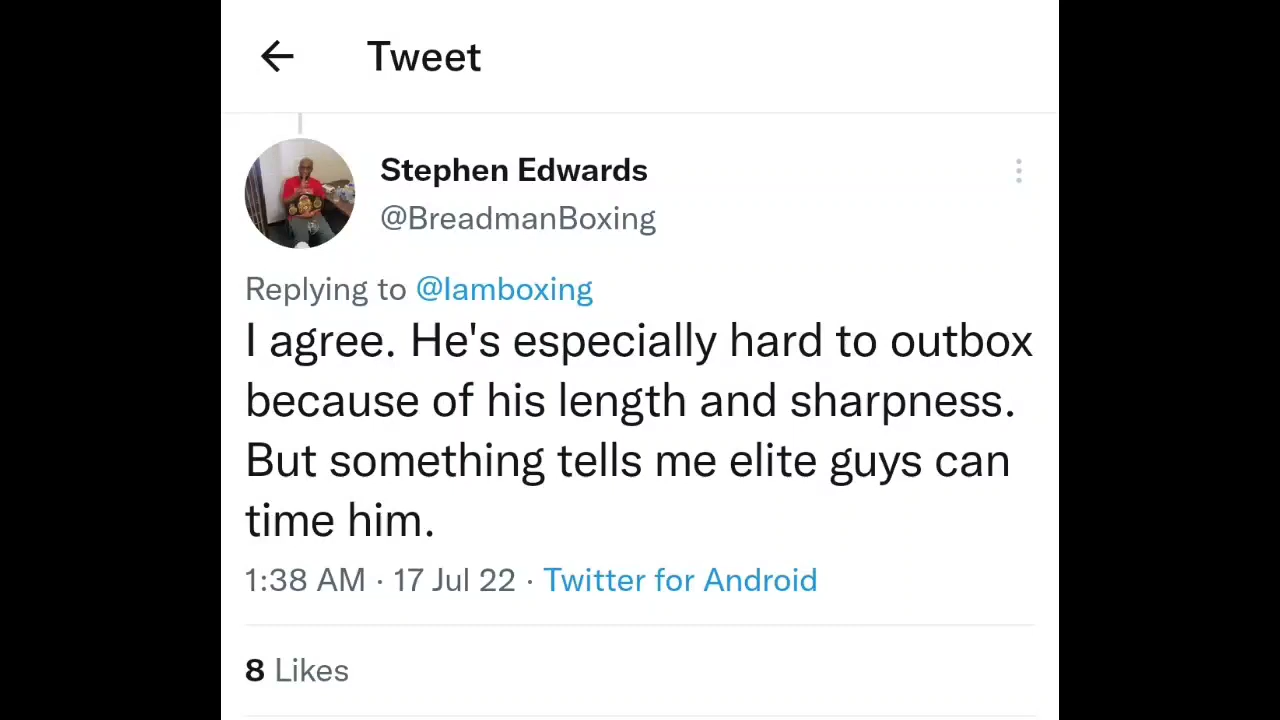 Tweet
Stephen Edwards
@BreadmanBoxing
Replying to @Iamboxing
I agree. He's especially hard to outbox
because of his length and sharpness.
But something tells me elite guys can
time him.
1:38 AM · 17 Jul 22 · Twitter for Android
8 Likes